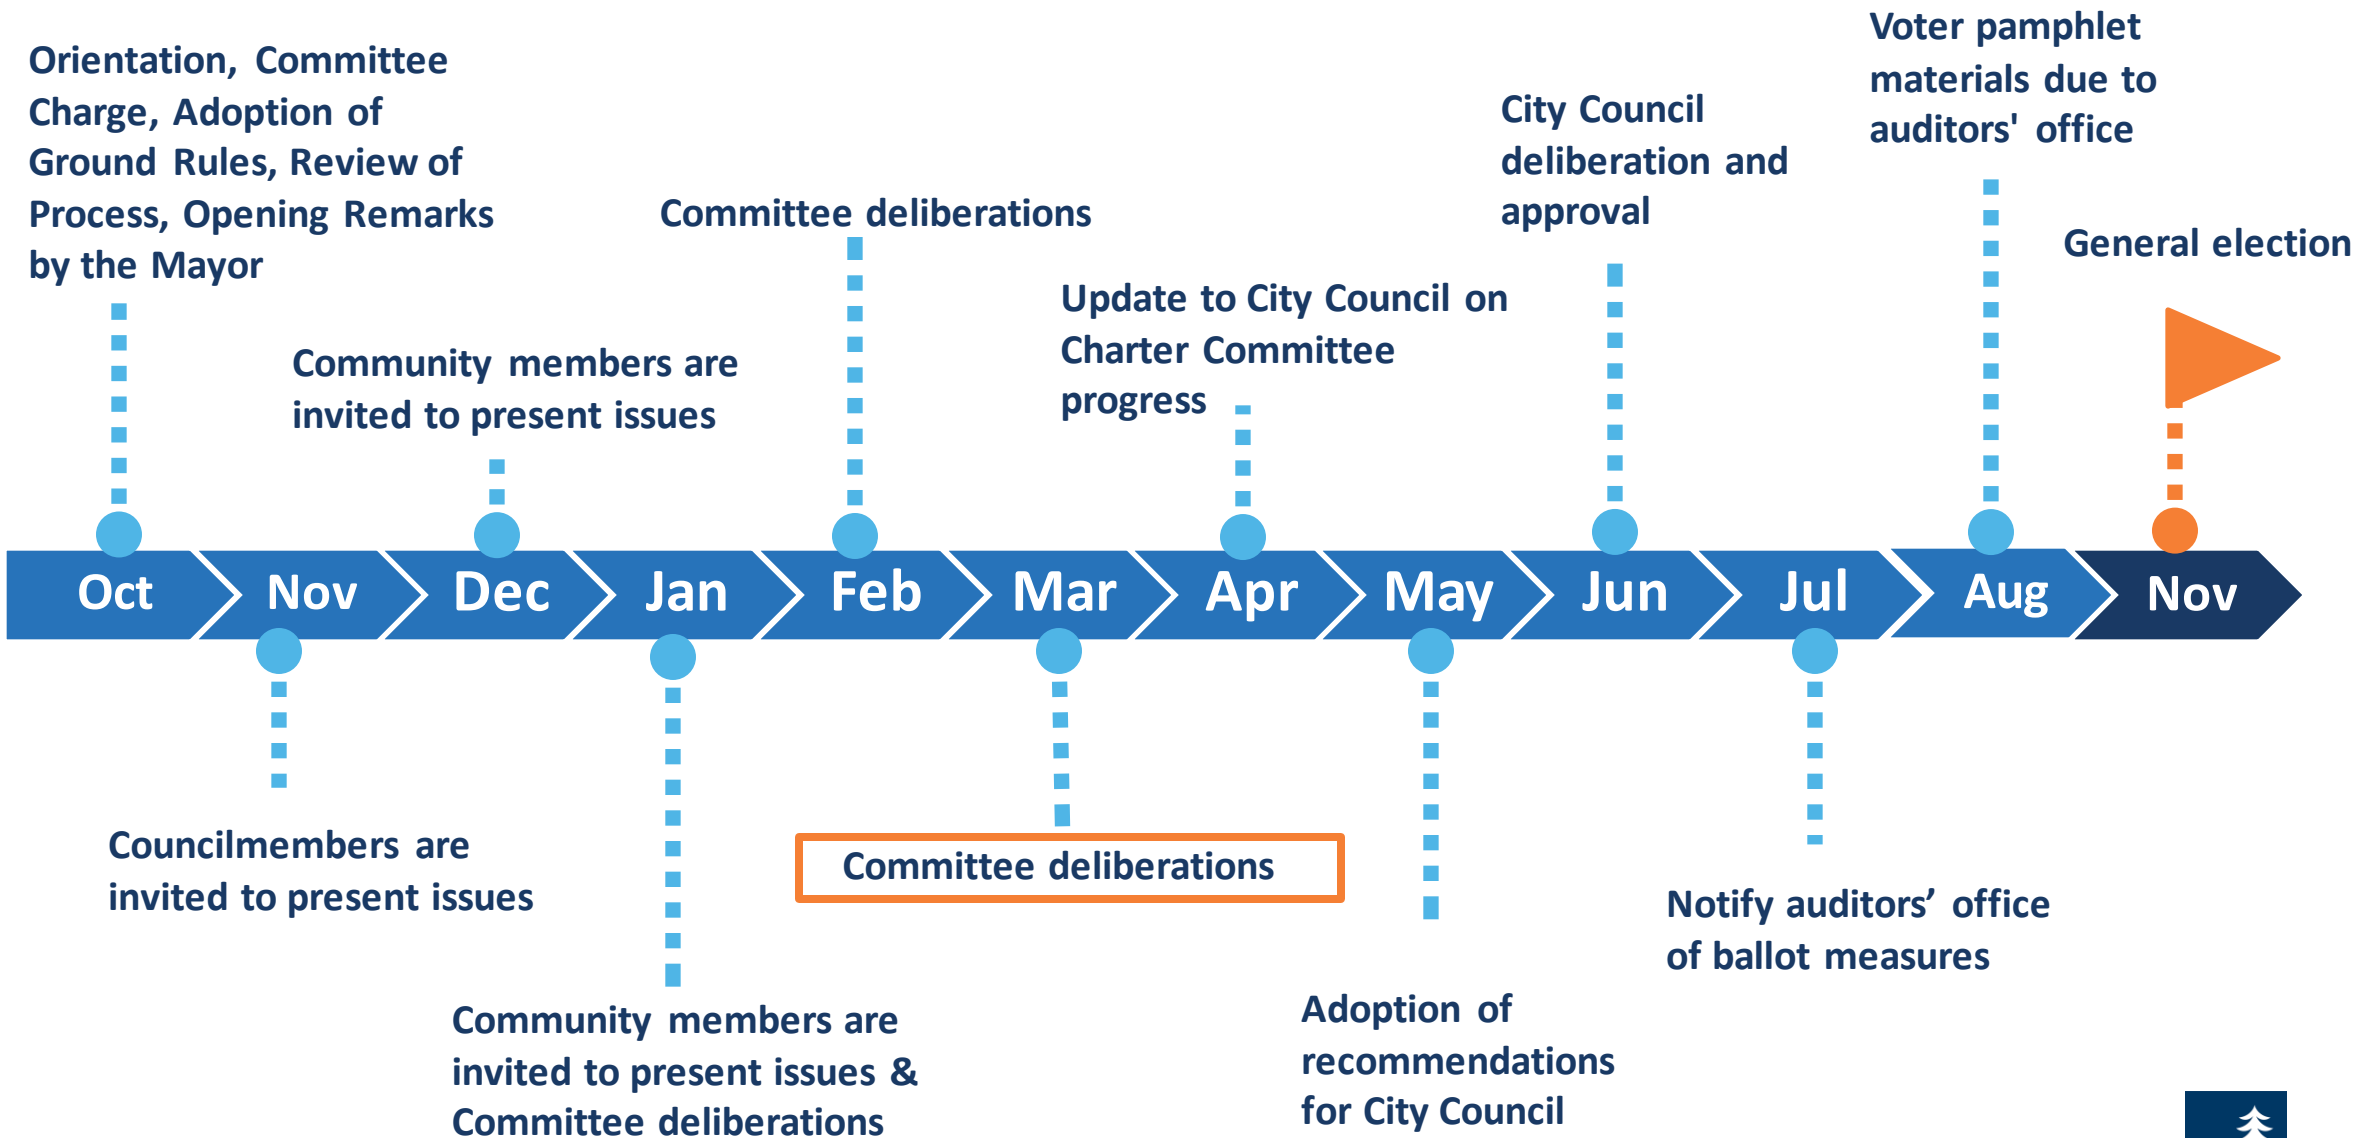 Orientation, Committee
Charge, Adoption of
Ground Rules, Review of
Process, Opening Remarks
by the Mayor
Community members are
invited to present issues
Committee deliberations
Update to City Council on
Charter Committee
progress
City Council
deliberation and
approval
Voter pamphlet
materials due to
auditors' office
General election
Oct
Nov
Dec
Jan
Feb
Mar
Apr
May
Jun
Jul
Aug
Nov
Councilmembers are
invited to present issues
Community members are
invited to present issues &
Committee deliberations
Committee deliberations
Adoption of
recommendations
for City Council
Notify auditors’ office
of ballot measures